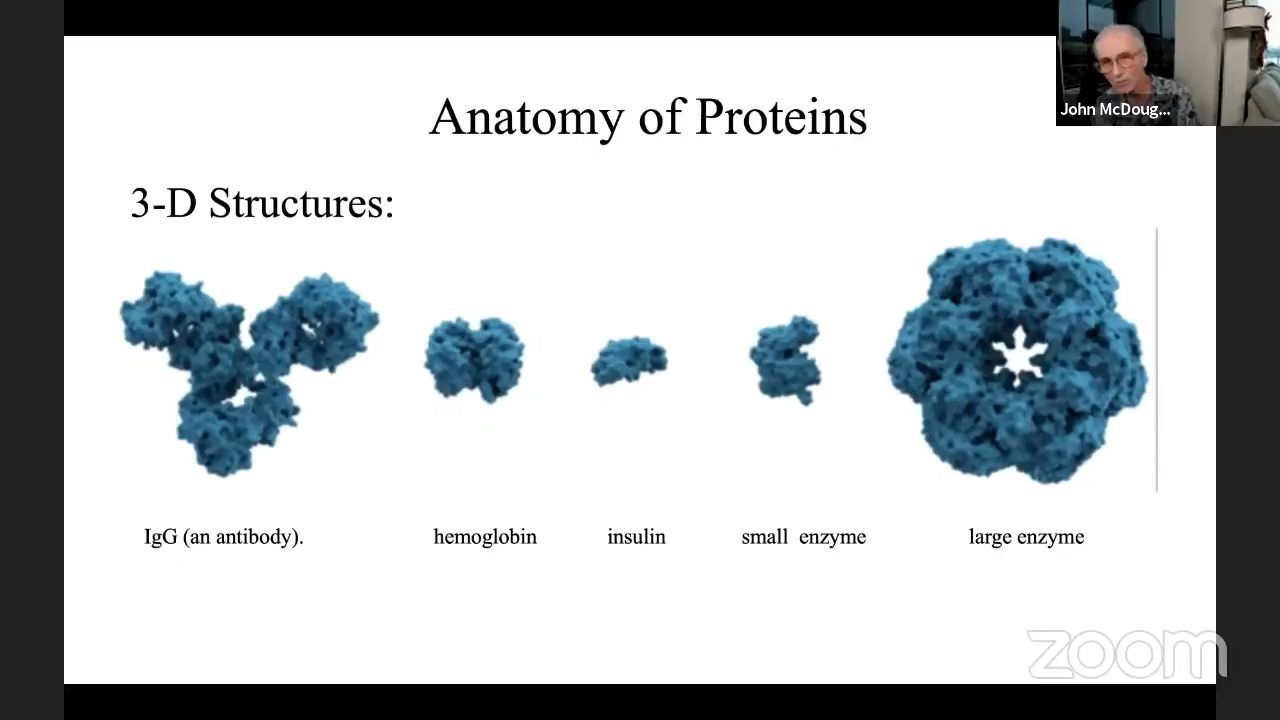 Anatomy of Proteins
John McDoug...
3-D Structures:
IgG (an antibody). hemoglobin insulin small enzyme large enzyme
zoom